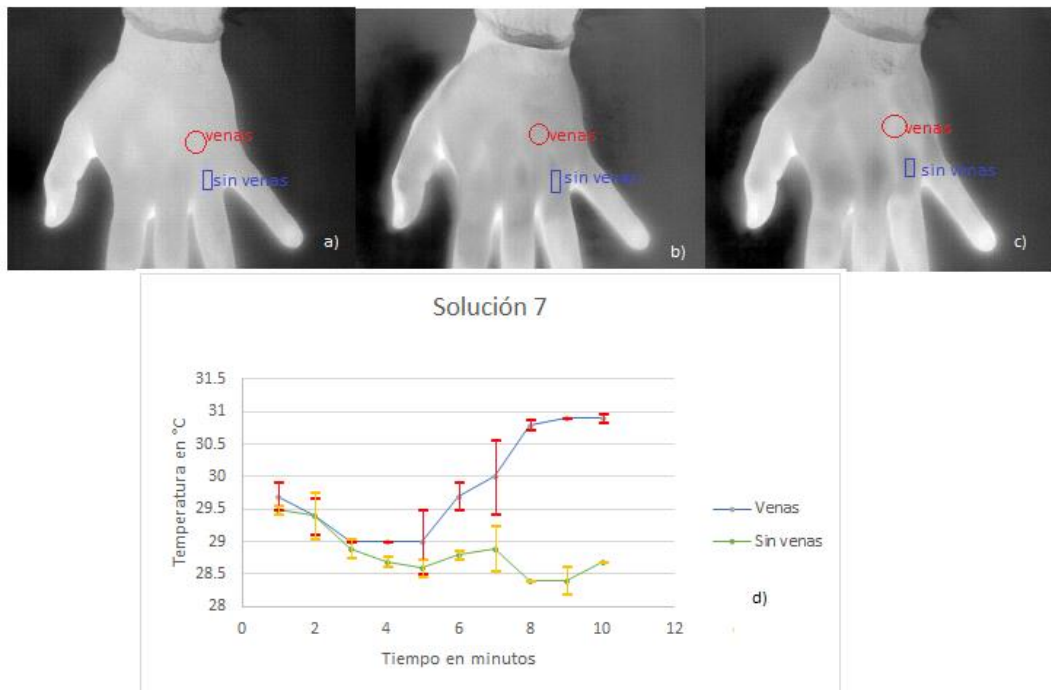 venas
sin venas
a)
venas
sin venas
b)
venas
sin venas
c)
Solución 7
Temperatura en °C
31.5
31
30.5
30
29.5
29
28.5
28
0 2 4 6 8 10 12
Tiempo en minutos
Venas
Sin venas
d)